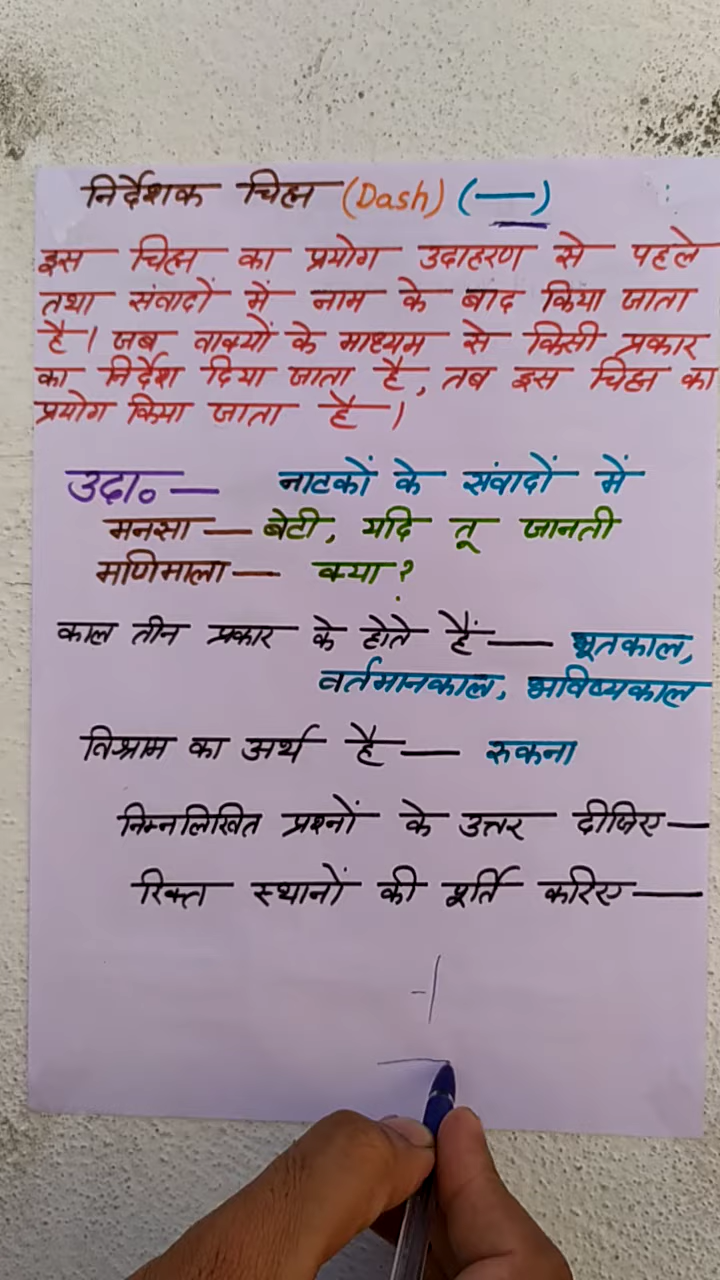 निर्देशक चिह्न (Dash) (—)
इस चिह्न का प्रयोग उदाहरण से पहले
तथा संवादों में नाम के बाद किया जाता
है। जब वाक्यों के माध्यम से किसी प्रकार
का निर्देश दिया जाता है, तब इस चिह्न का
प्रयोग किया जाता है।
उदा० — नाटकों के संवादों में
मनसा — बेटी, यदि तू जानती
मणिमाला — क्या?
काल तीन प्रकार के होते हैं — भूतकाल,
वर्तमानकाल, भविष्यकाल
विश्राम का अर्थ है — रुकना
निम्नलिखित प्रश्नों के उत्तर दीजिए —
रिक्त स्थानों की पूर्ति करिए —